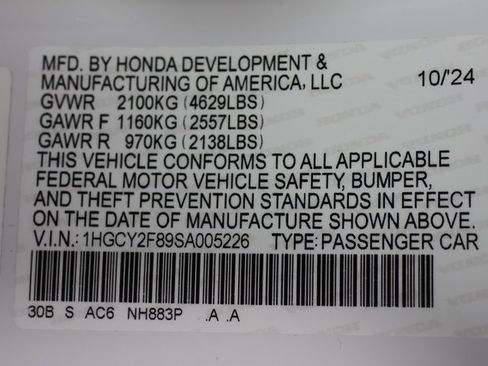 MFD. BY HONDA DEVELOPMENT &
MANUFACTURING OF AMERICA, LLC 10/'24
GVWR 2100KG (4629LBS)
GAWR F 1160KG (2557LBS)
GAWR R 970KG (2138LBS)
THIS VEHICLE CONFORMS TO ALL APPLICABLE
FEDERAL MOTOR VEHICLE SAFETY, BUMPER,
AND THEFT PREVENTION STANDARDS IN EFFECT
ON THE DATE OF MANUFACTURE SHOWN ABOVE.
V.I.N.: 1HGCY2F89SA005226 TYPE: PASSENGER CAR
30B S AC6 NH883P .A .A